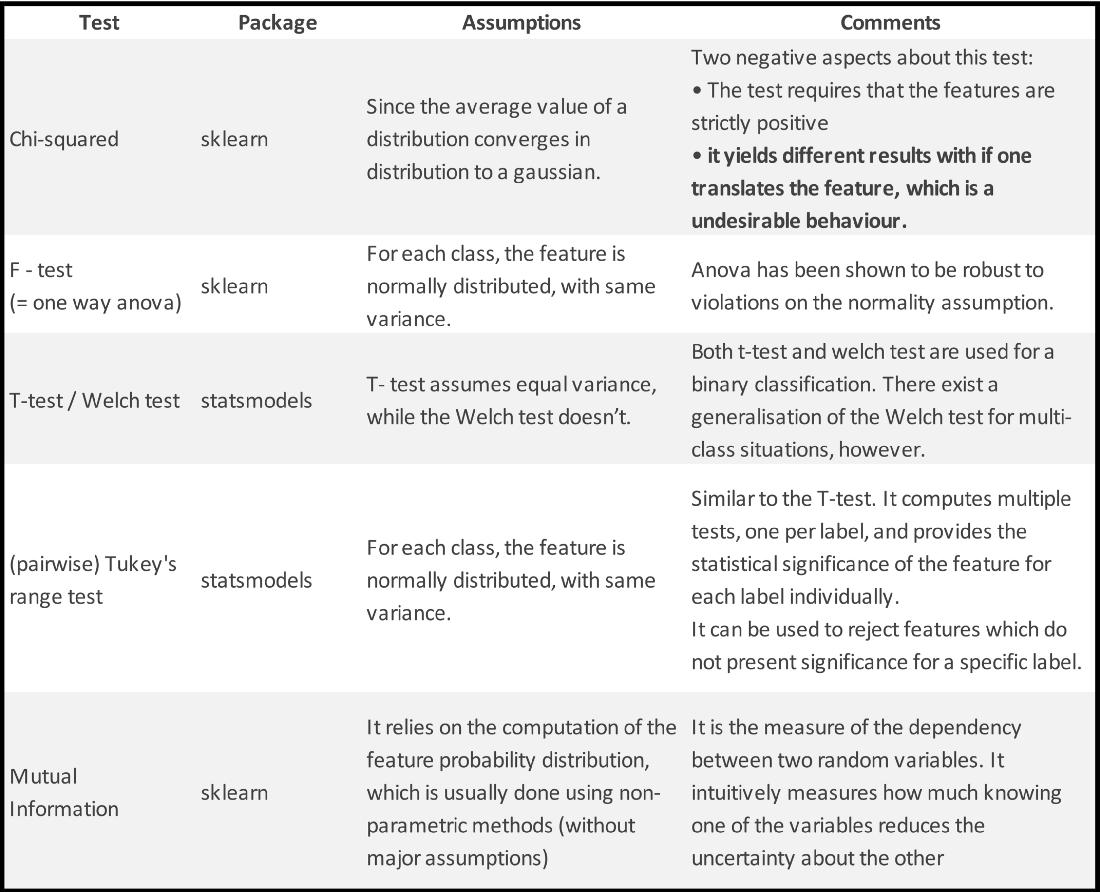 Test Package Assumptions Comments
Chi-squared
sklearn
Since the average value of a
distribution converges in
distribution to a gaussian.
Two negative aspects about this test:
• The test requires that the features are
strictly positive
• it yields different results with if one
translates the feature, which is a
undesirable behaviour.
F - test
(= one way anova)
sklearn
For each class, the feature is
normally distributed, with same
variance.
Anova has been shown to be robust to
violations on the normality assumption.
T-test / Welch test
statsmodels
T- test assumes equal variance,
while the Welch test doesn’t.
Both t-test and welch test are used for a
binary classification. There exist a
generalisation of the Welch test for multi-
class situations, however.
(pairwise) Tukey's
range test
statsmodels
For each class, the feature is
normally distributed, with same
variance.
Similar to the T-test. It computes multiple
tests, one per label, and provides the
statistical significance of the feature for
each label individually.
It can be used to reject features which do
not present significance for a specific label.
Mutual
Information
sklearn
It relies on the computation of the
feature probability distribution,
which is usually done using non-
parametric methods (without
major assumptions)
It is the measure of the dependency
between two random variables. It
intuitively measures how much knowing
one of the variables reduces the
uncertainty about the other